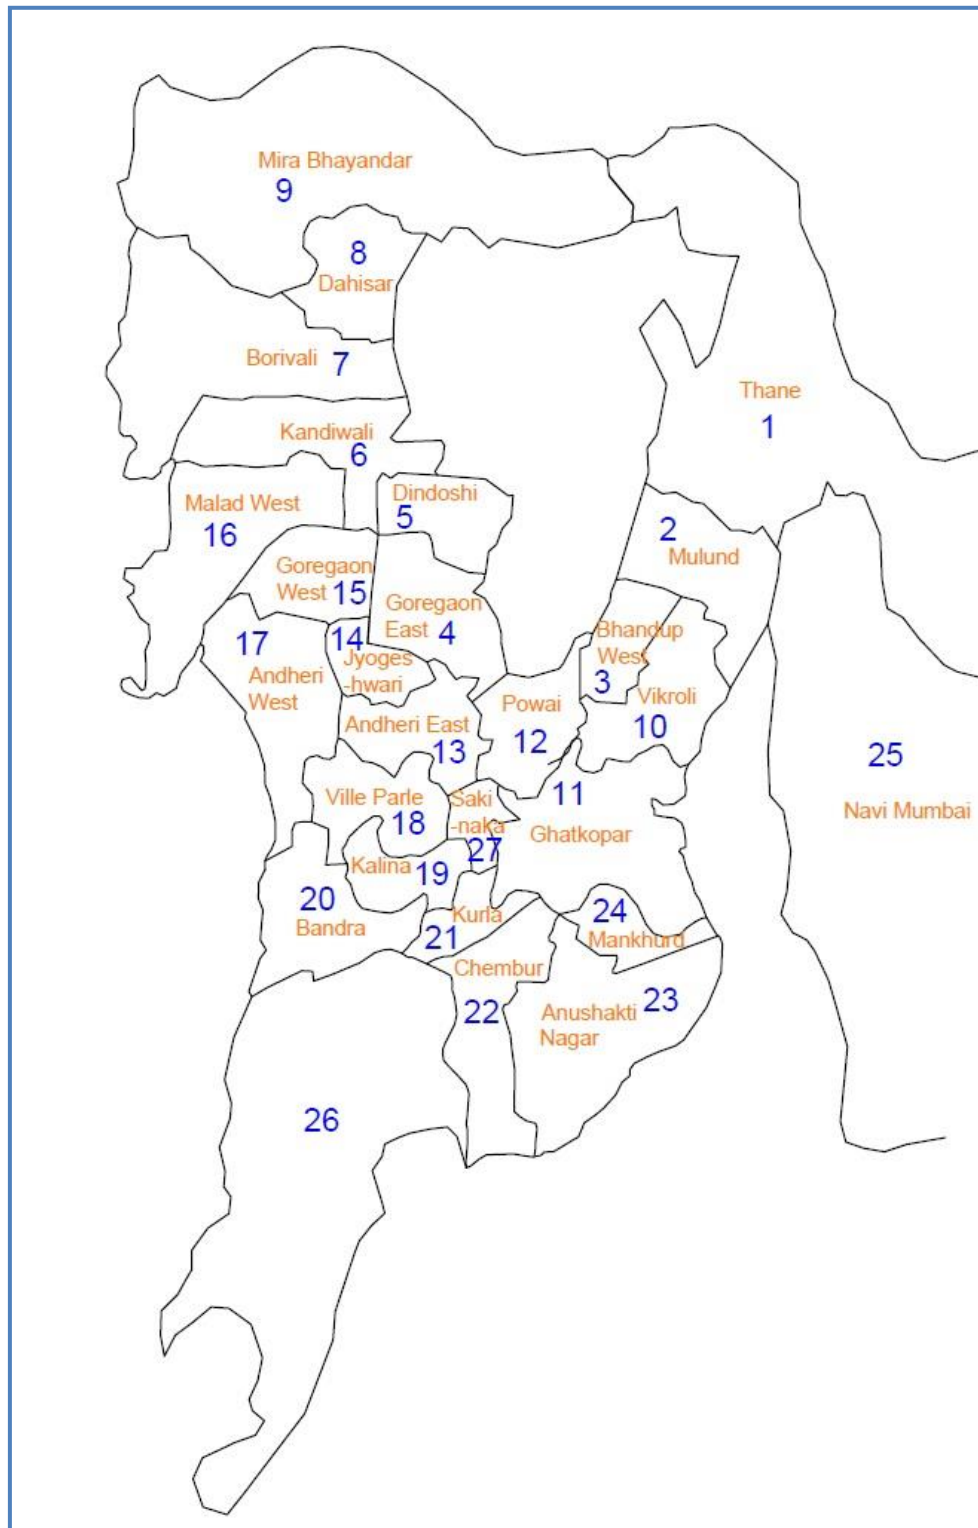 Mira Bhayandar
9
8
Dahisar
Borivali 7
Thane
1
Kandiwali
6
Dindoshi
5
Malad West
16
2
Mulund
Goregaon
West 15
Goregaon
East 4
17
Andheri
West
14
Jyoges
-hwari
Bhandup
West
3
Vikroli
10
Powai
12
Andheri East
13
25
Navi Mumbai
11
Ghatkopar
Ville Parle
18
Saki
-naka
27
Kalina 19
20
Bandra
Kurla
21
24
Mankhurd
Chembur
22
23
Anushakti
Nagar
26